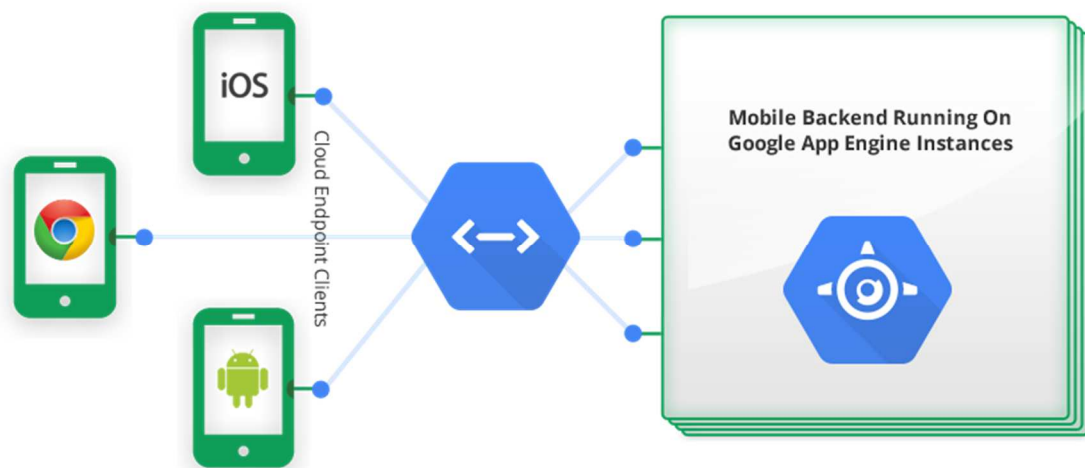 iOS
Cloud Endpoint Clients
Mobile Backend Running On
Google App Engine Instances